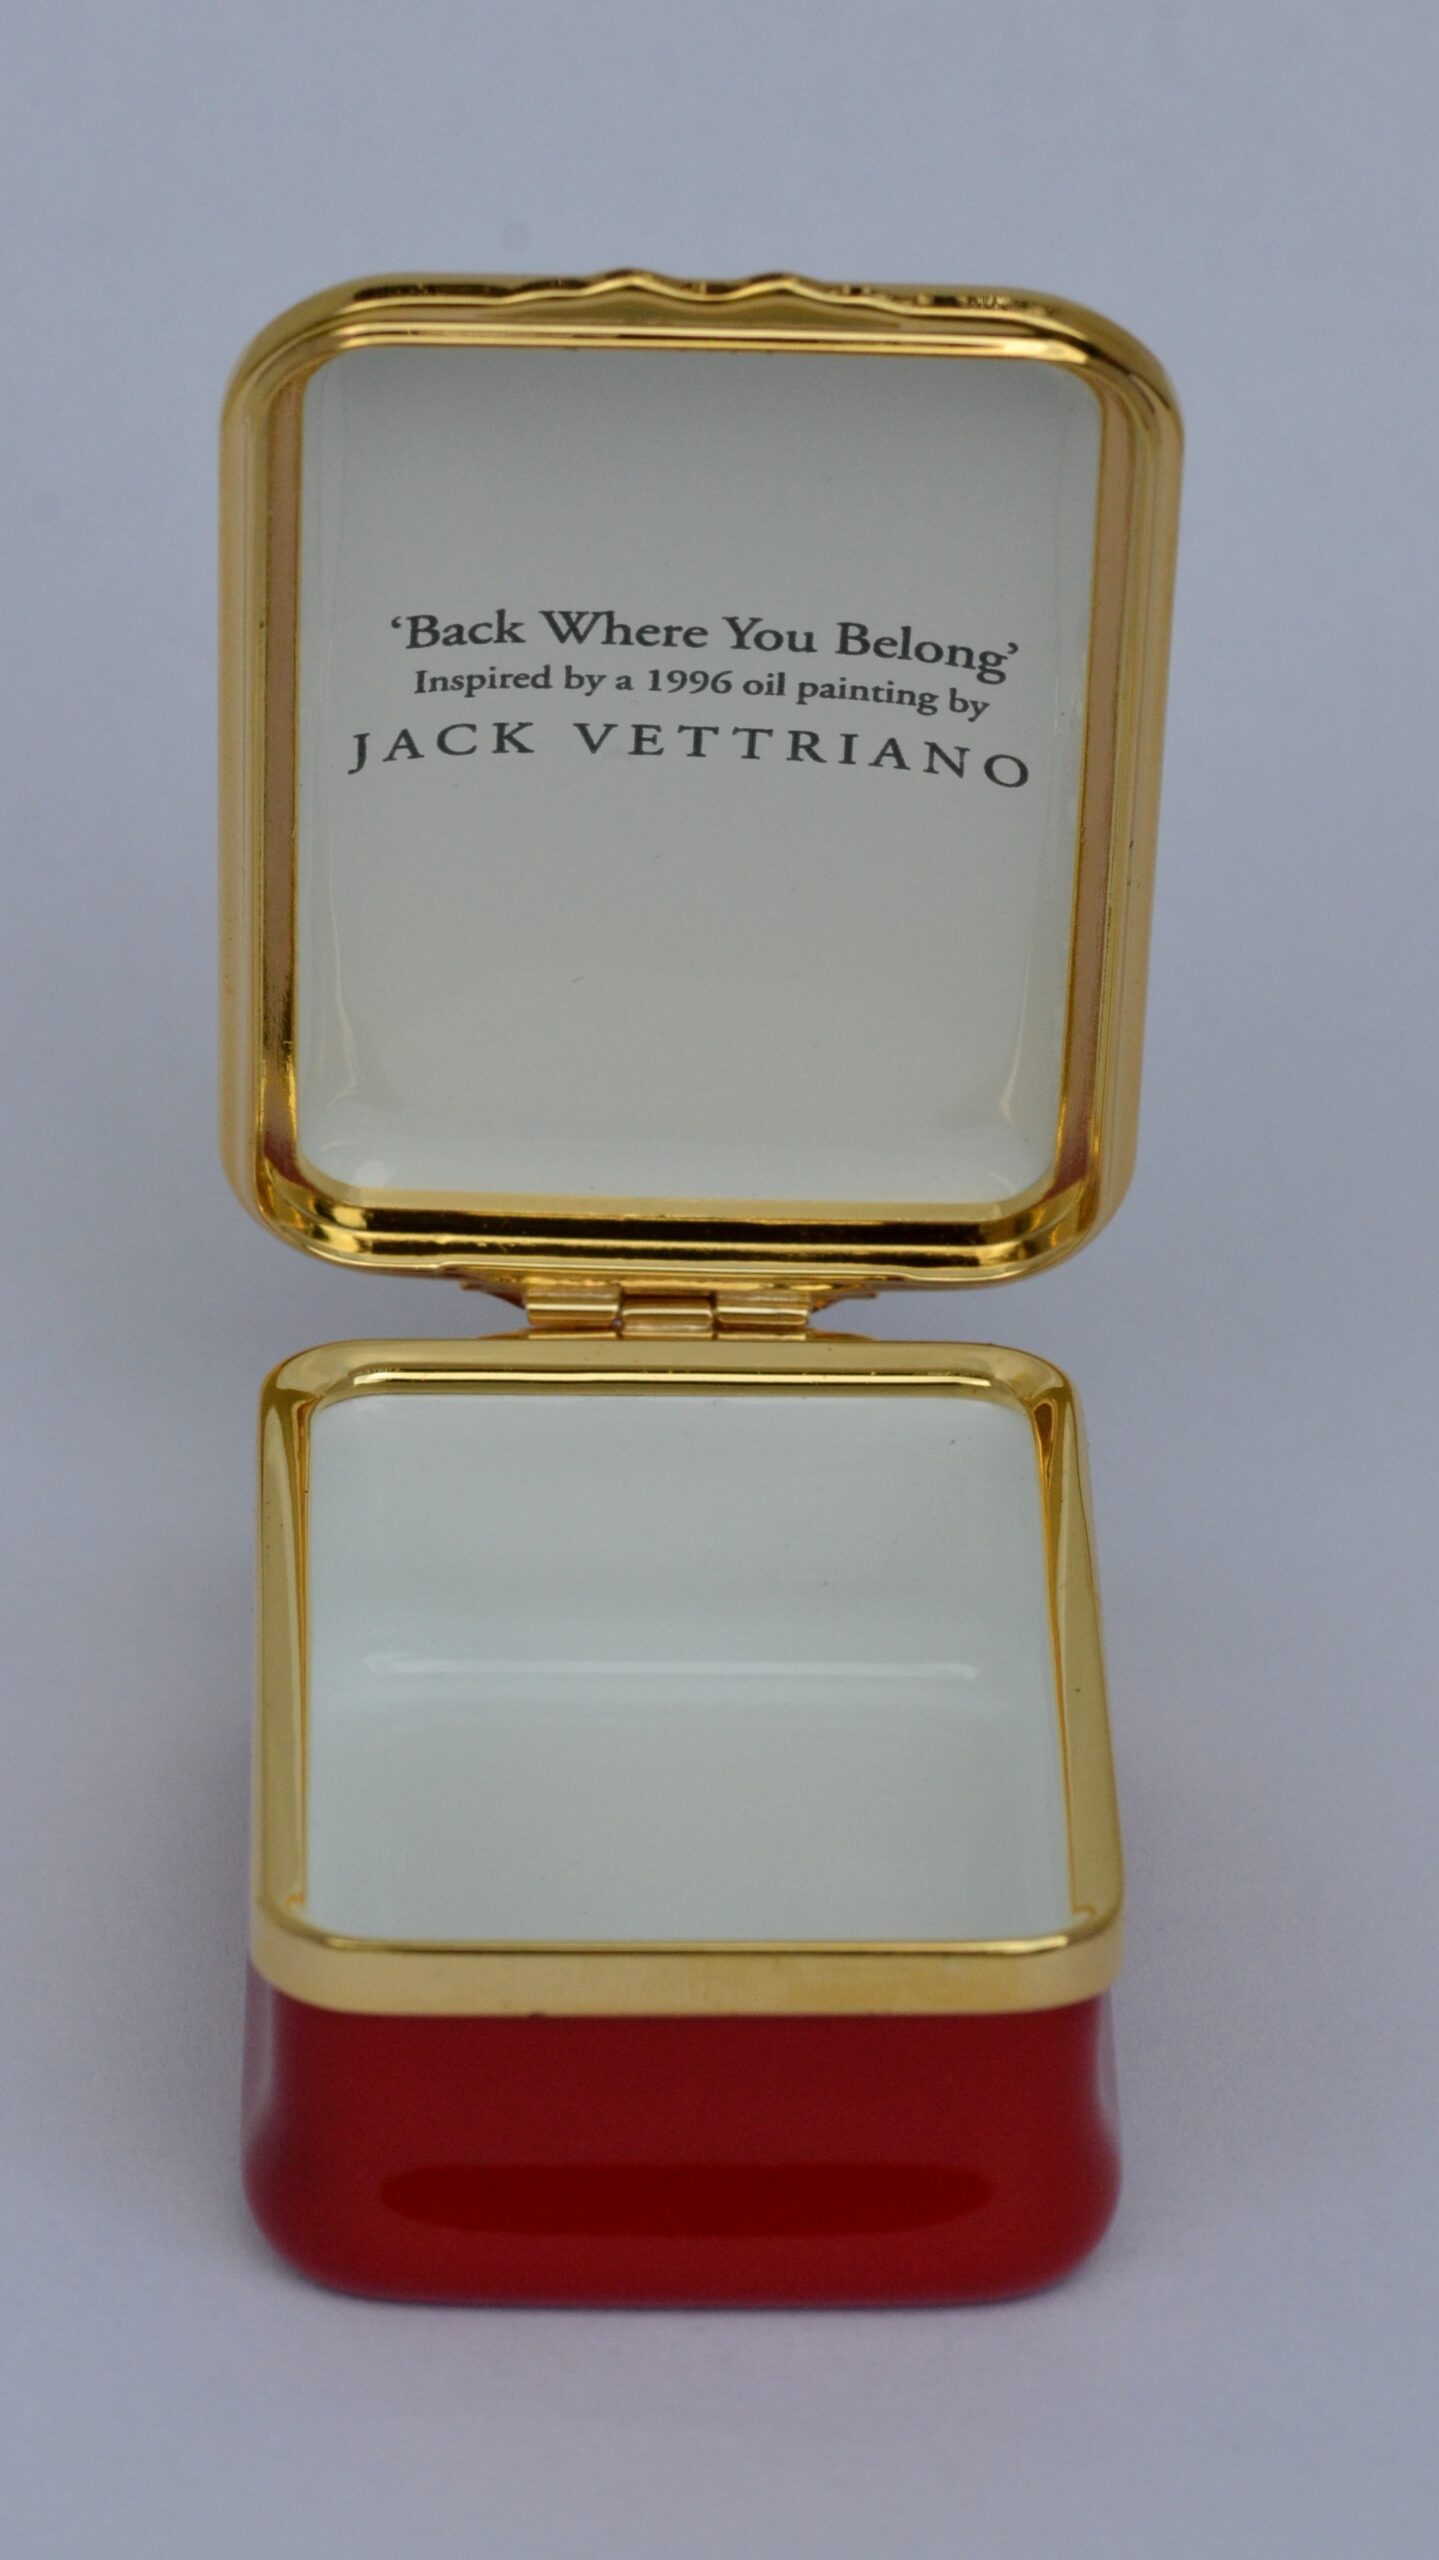 ‘Back Where You Belong’
Inspired by a 1996 oil painting by
JACK VETTRIANO